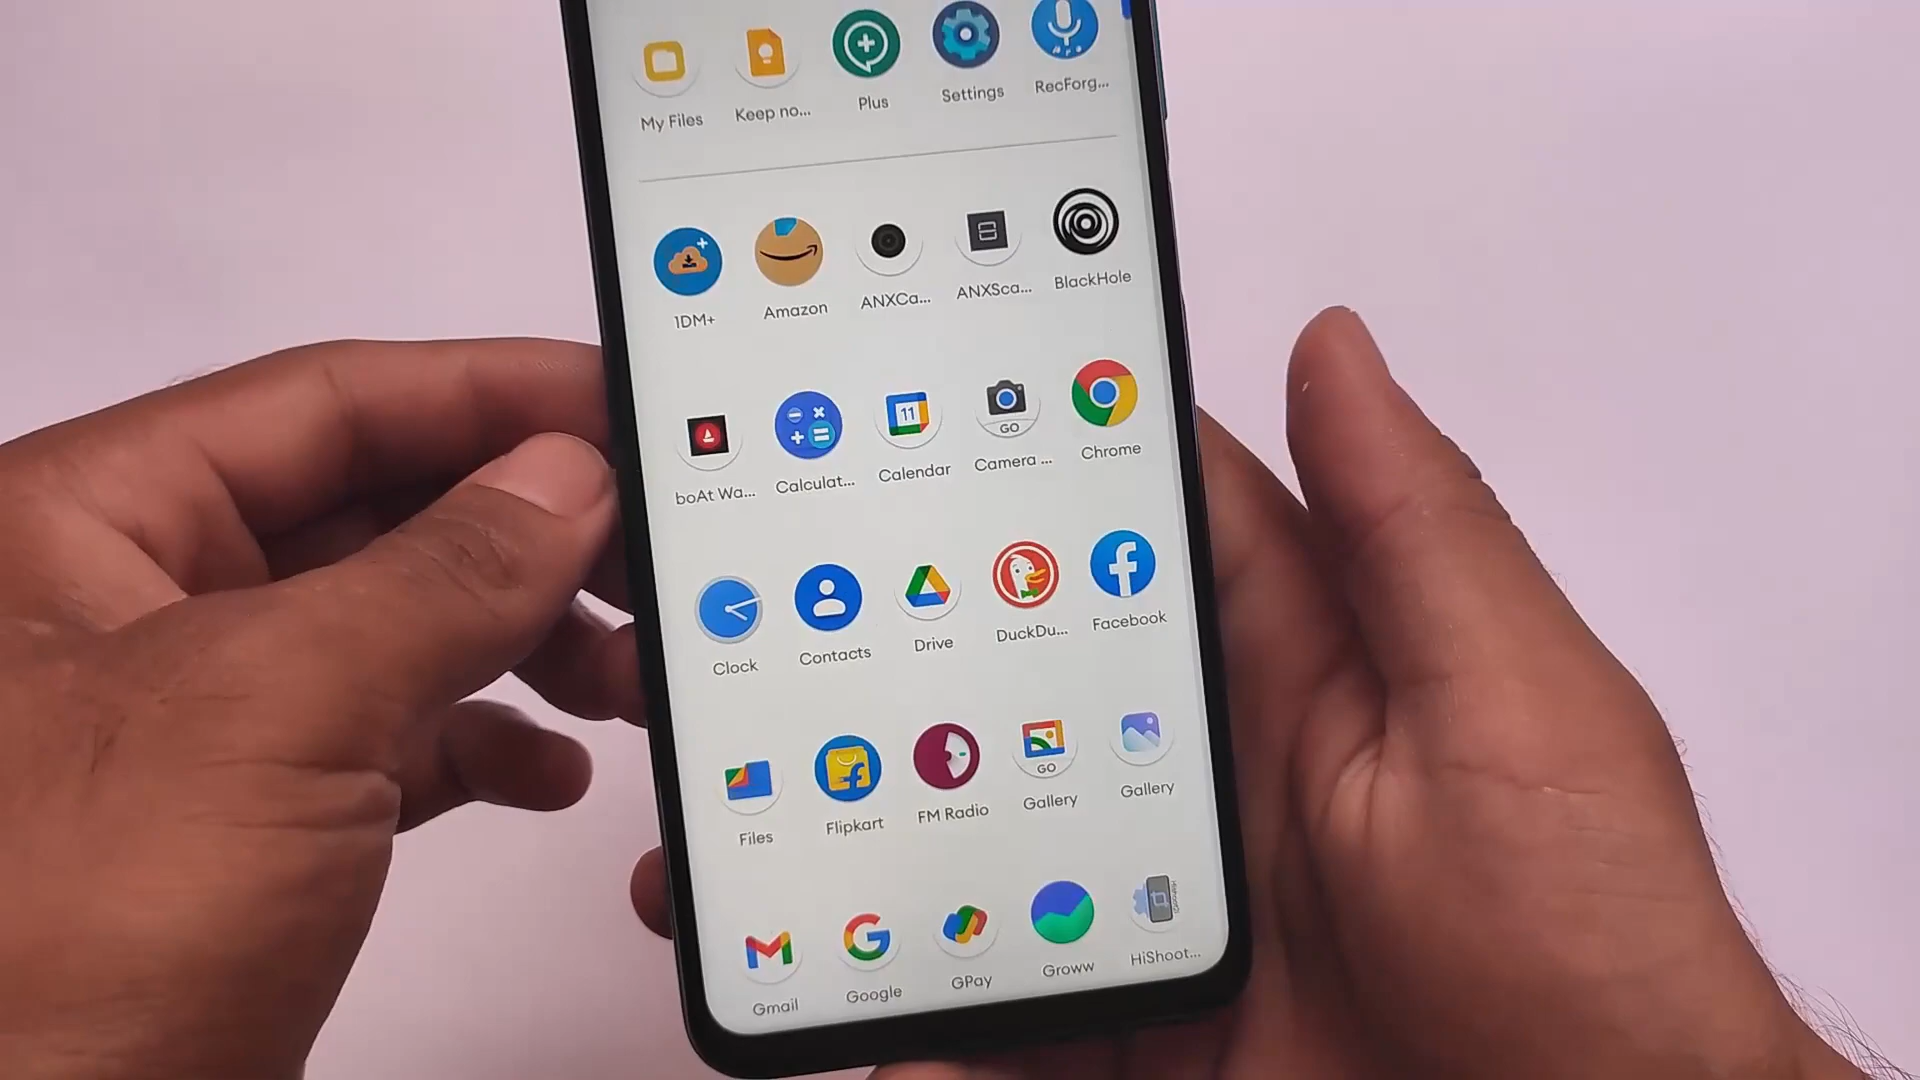 My Files Keep no... Plus Settings RecForg...
1DM+ Amazon ANXCa... ANXSca... BlackHole
11
GO
boAt Wa... Calculat... Calendar Camera ... Chrome
Clock Contacts Drive DuckDu... Facebook
GO
Files Flipkart FM Radio Gallery Gallery
Gmail Google GPay Groww HiShoot...